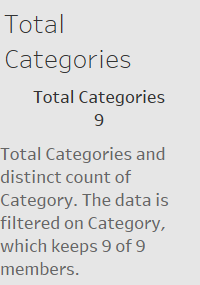 Total
Categories
Total Categories
9
Total Categories and
distinct count of
Category. The data is
filtered on Category,
which keeps 9 of 9
members.